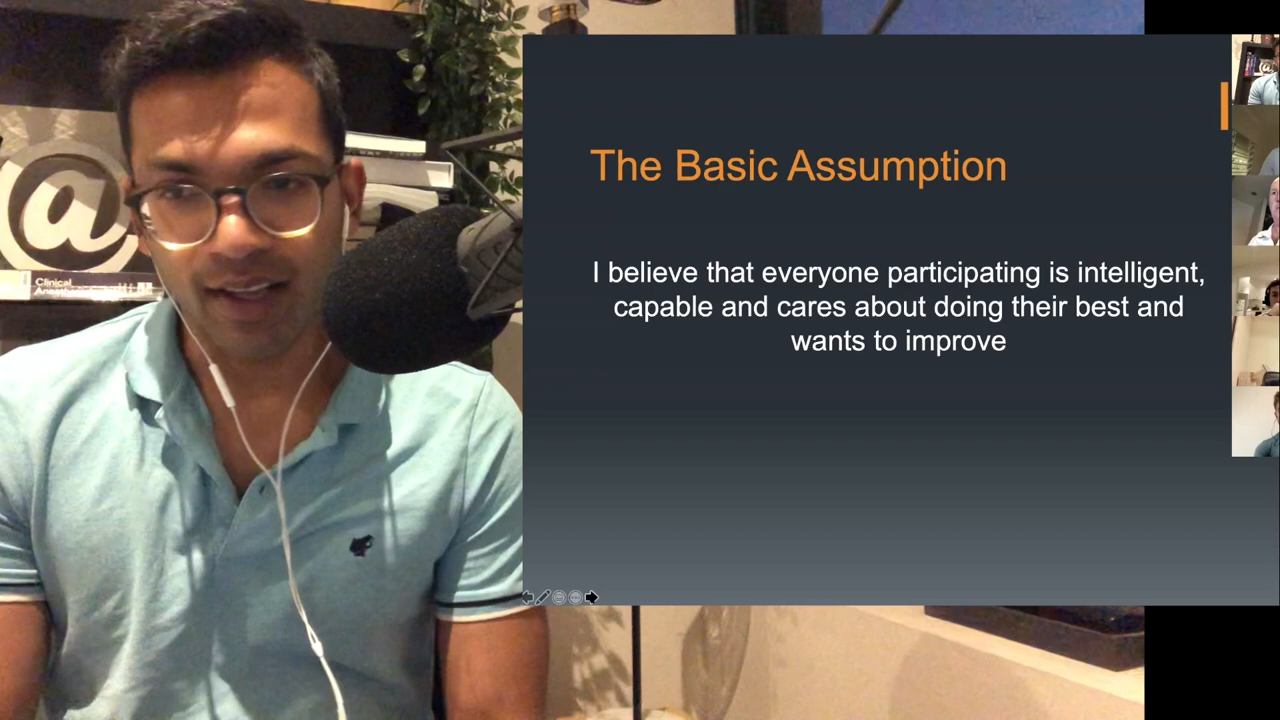 The Basic Assumption
I believe that everyone participating is intelligent,
capable and cares about doing their best and
wants to improve
@
Clinical